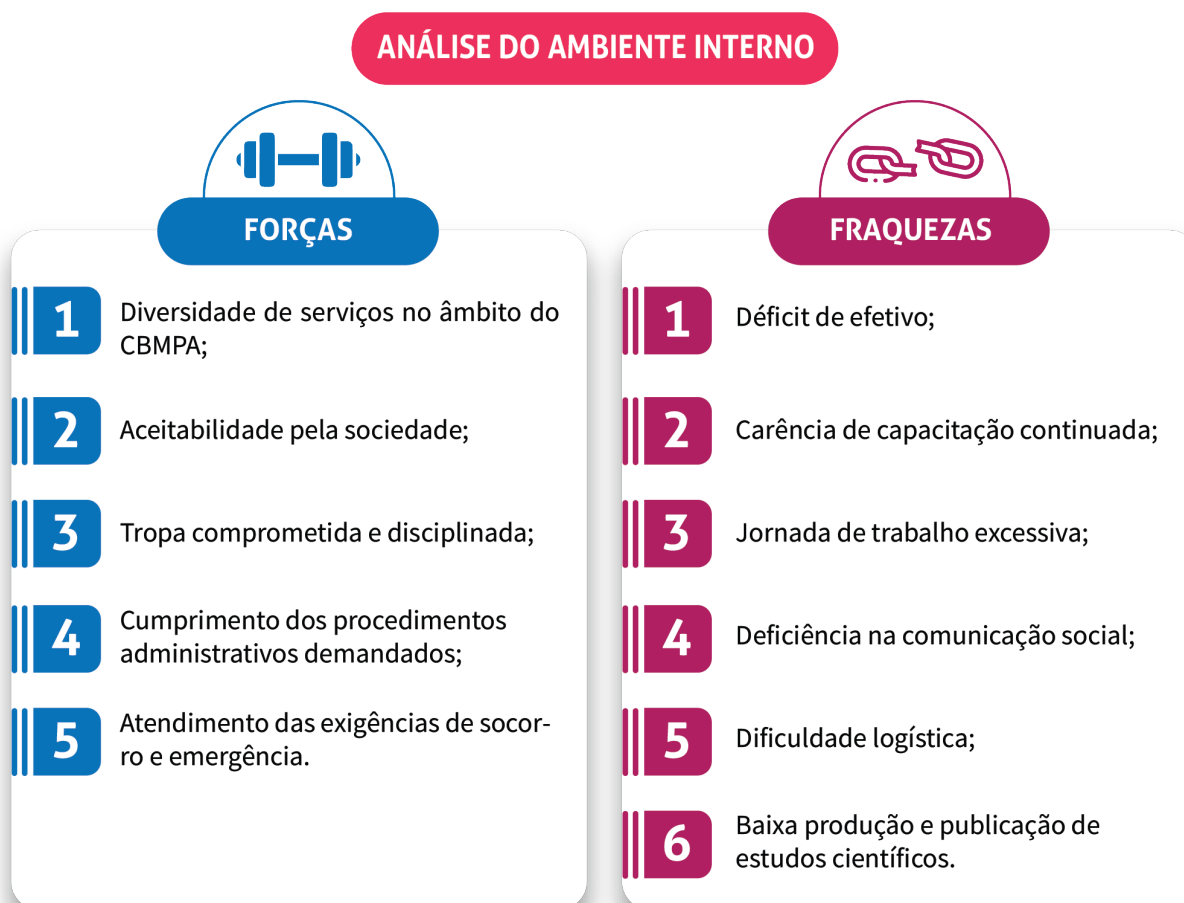 ANÁLISE DO AMBIENTE INTERNO
FORÇAS
1
Diversidade de serviços no âmbito do
CBMPA;
2
Aceitabilidade pela sociedade;
3
Tropa comprometida e disciplinada;
4
Cumprimento dos procedimentos
administrativos demandados;
5
Atendimento das exigências de socor-
ro e emergência.
FRAQUEZAS
1
Déficit de efetivo;
2
Carência de capacitação continuada;
3
Jornada de trabalho excessiva;
4
Deficiência na comunicação social;
5
Dificuldade logística;
6
Baixa produção e publicação de
estudos científicos.